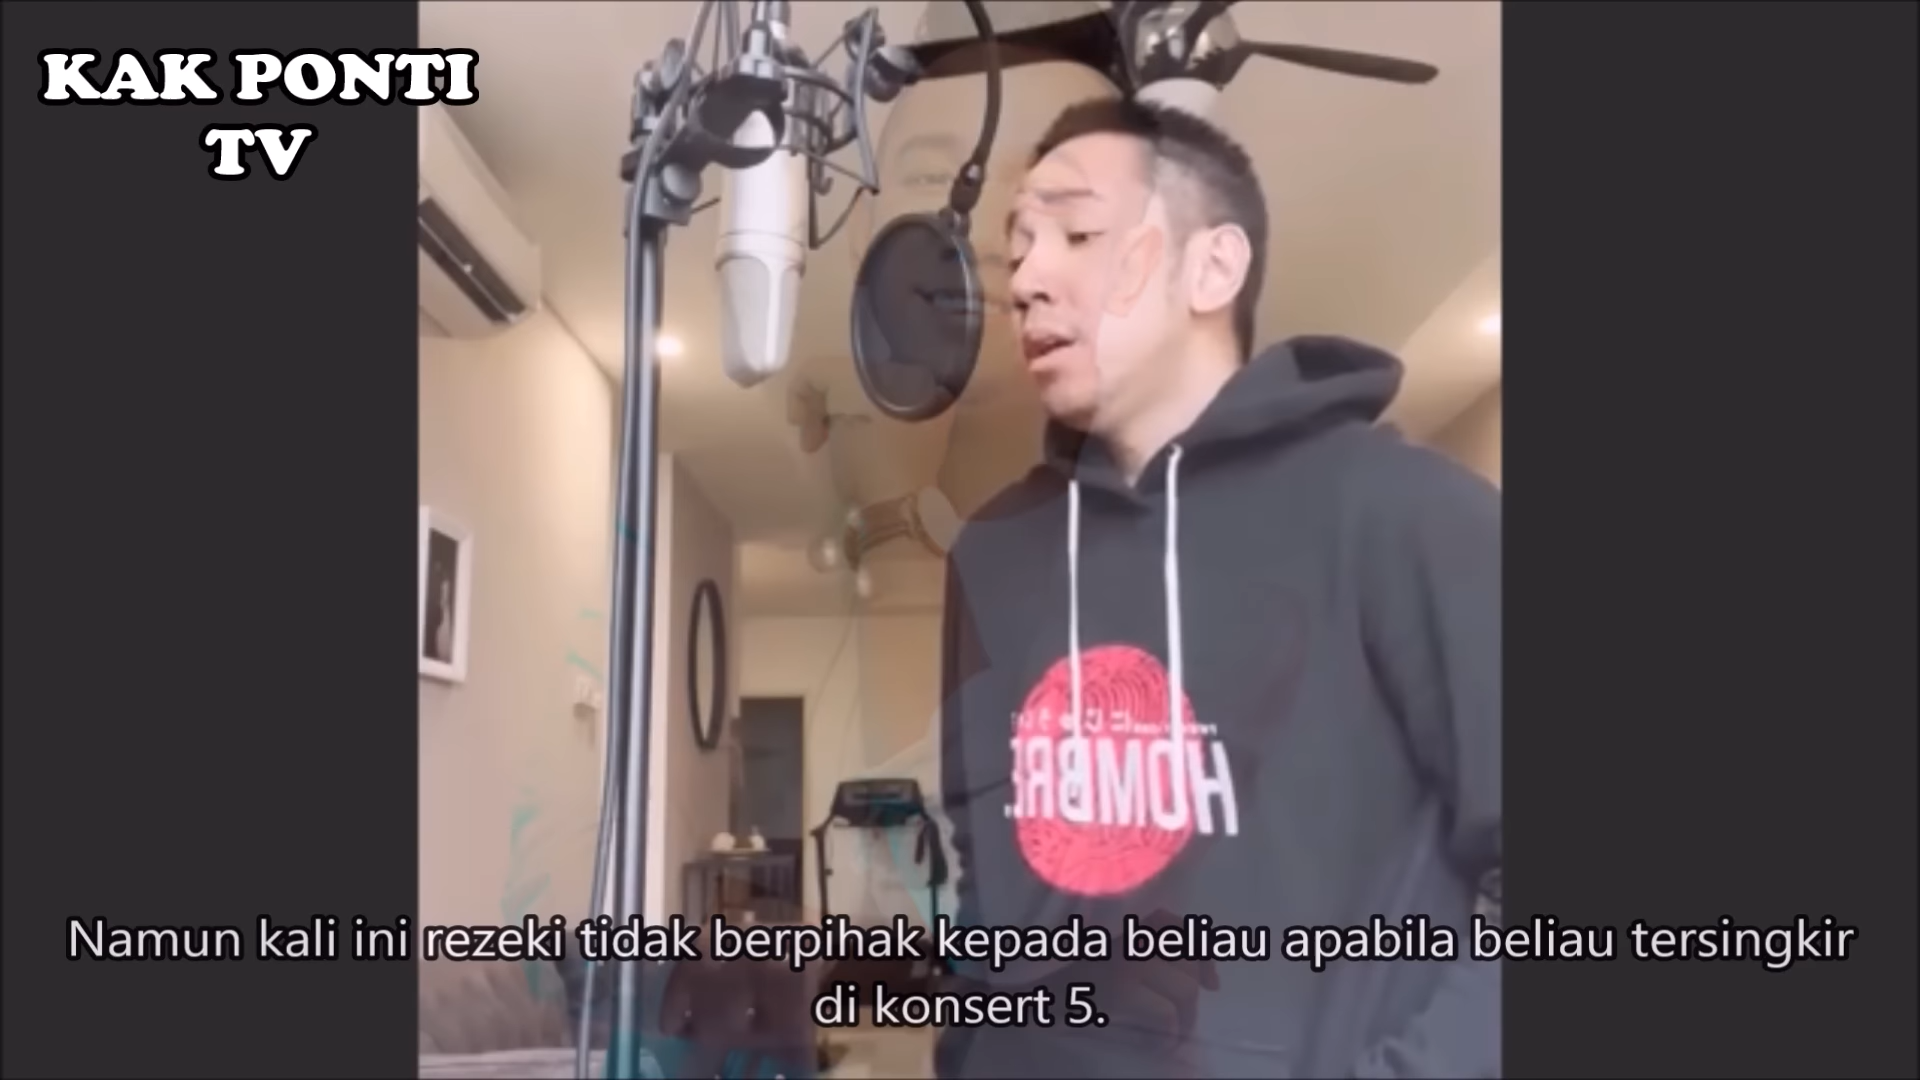 KAK PONTI
TV
HOMBRE
Namun kali ini rezeki tidak berpihak kepada beliau apabila beliau tersingkir
di konsert 5.